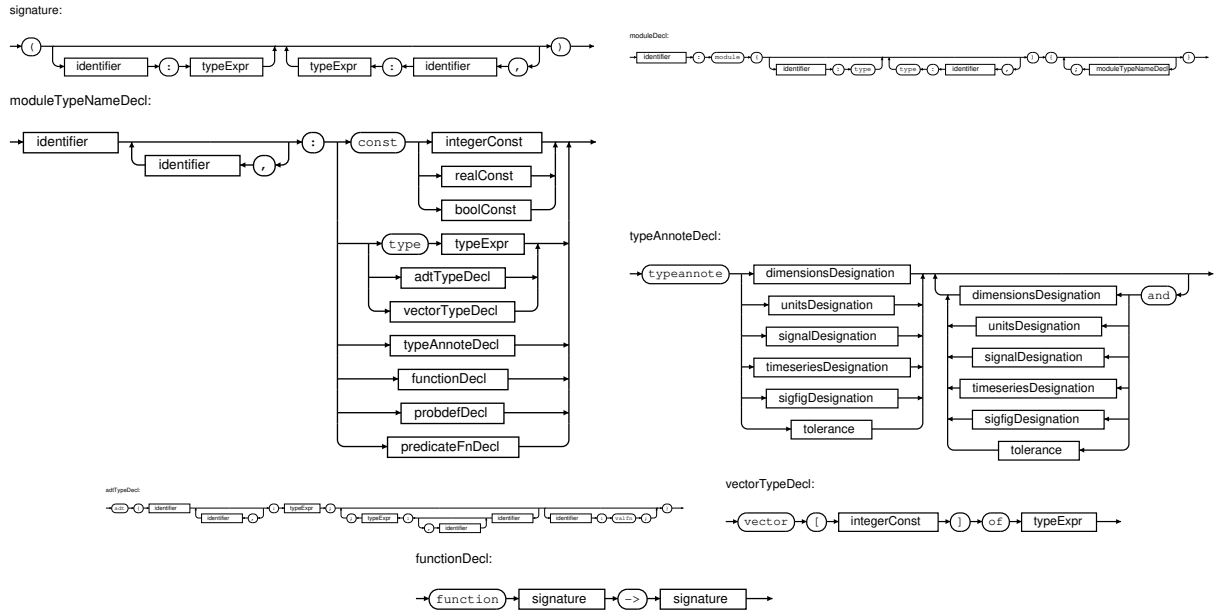 signature:
( identifier : typeExpr typeExpr : identifier , )
moduleDecl:
identifier : module ( identifier : type type : identifier , ) { ; moduleTypeNameDecl }
moduleTypeNameDecl:
identifier identifier , : const integerConst
realConst
boolConst
type typeExpr
adtTypeDecl
vectorTypeDecl
typeAnnoteDecl
functionDecl
probdefDecl
predicateFnDecl
typeAnnoteDecl:
typeannote dimensionsDesignation dimensionsDesignation and
unitsDesignation unitsDesignation
signalDesignation signalDesignation
timeseriesDesignation timeseriesDesignation
sigfigDesignation sigfigDesignation
tolerance tolerance
adtTypeDecl:
adt identifier identifier , : typeExpr ; ; typeExpr : , identifier identifier identifier : valfn ;
vectorTypeDecl:
vector [ integerConst ] of typeExpr
functionDecl:
function signature -> signature